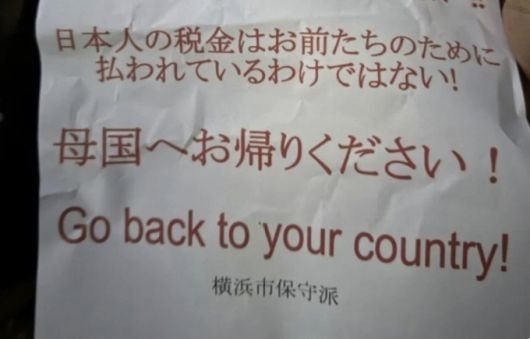 日本人の税金はお前たちのために
払われているわけではない!
母国へお帰りください！
Go back to your country!
横浜市保守派